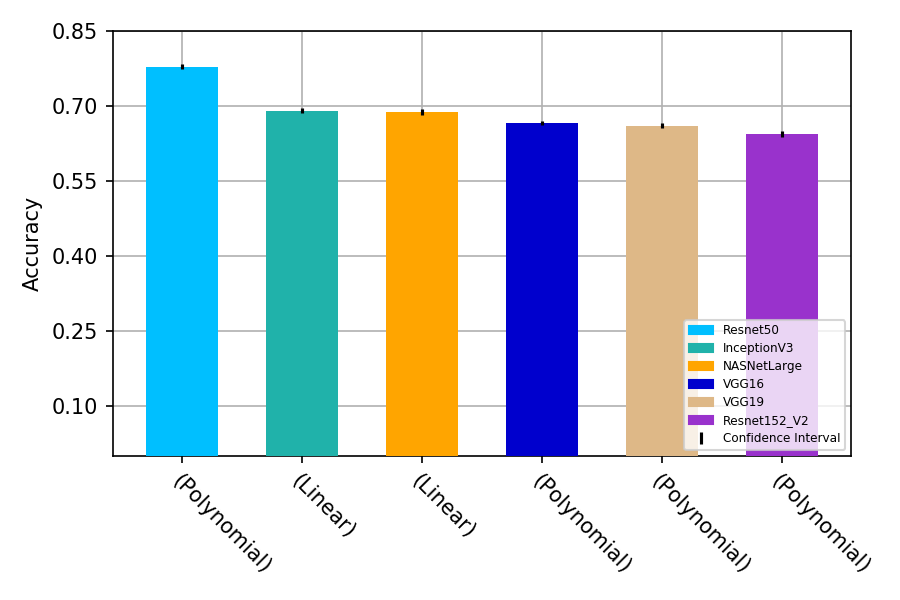 0.85
0.70
0.55
0.40
0.25
0.10
Accuracy
Resnet50
InceptionV3
NASNetLarge
VGG16
VGG19
Resnet152_V2
Confidence Interval
(Polynomial)
(Linear)
(Linear)
(Polynomial)
(Polynomial)
(Polynomial)